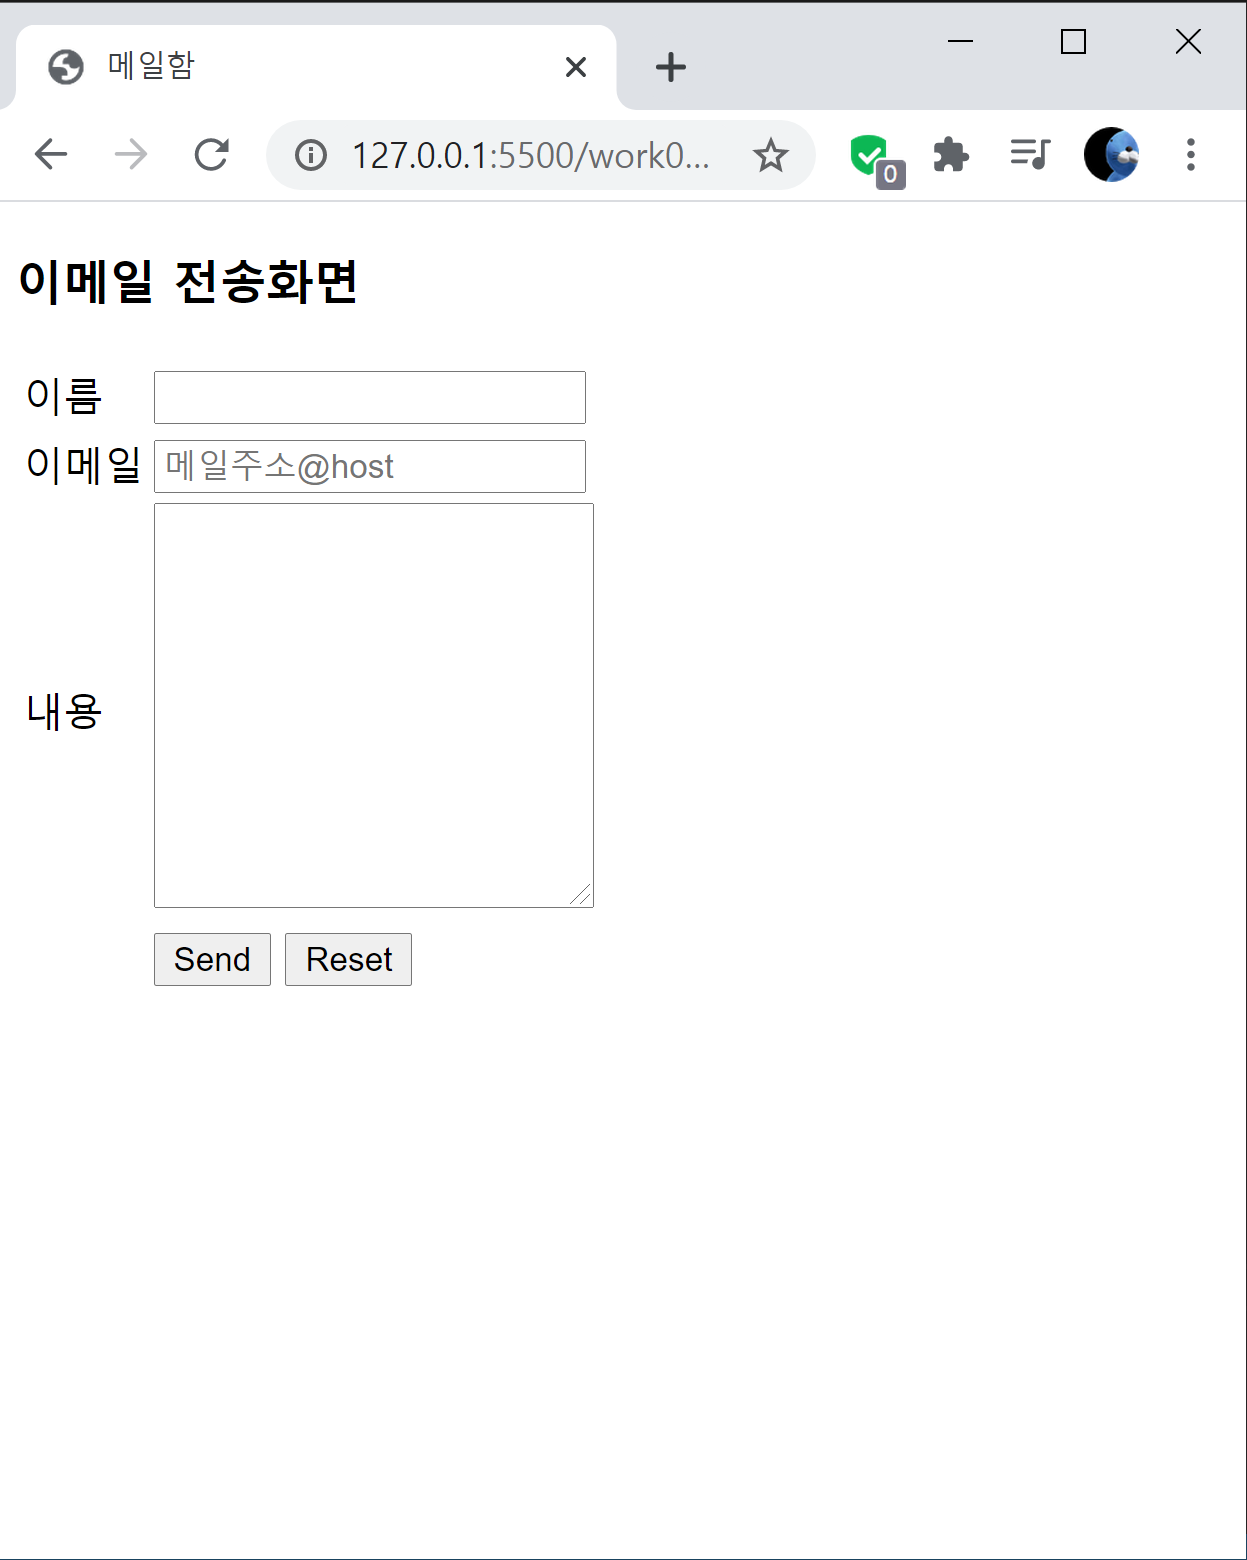 메일함
127.0.0.1:5500/work0...
0
이메일 전송화면
이름
이메일 메일주소@host
내용
Send Reset